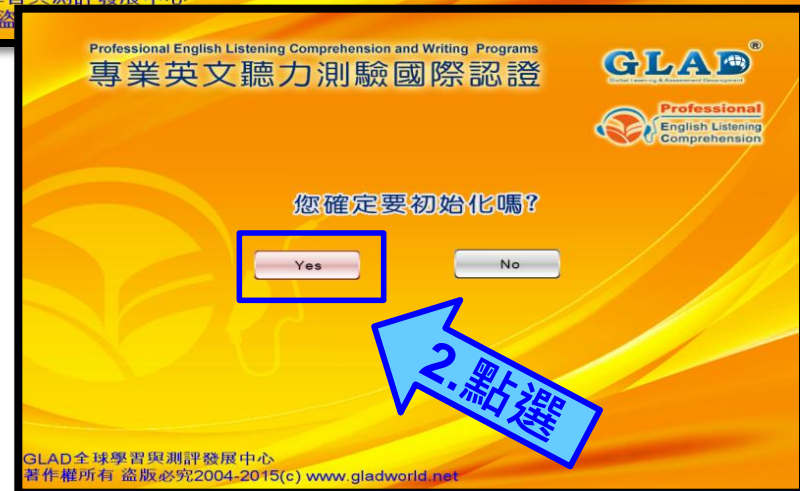 Professional English Listening Comprehension and Writing Programs
專業英文聽力測驗國際認證
GLAD®
Global Learning & Assessment Development
Professional
English Listening
Comprehension
您確定要初始化嗎?
Yes
No
2.點選
GLAD全球學習與測評發展中心
著作權所有 盜版必究2004-2015(c) www.gladworld.net